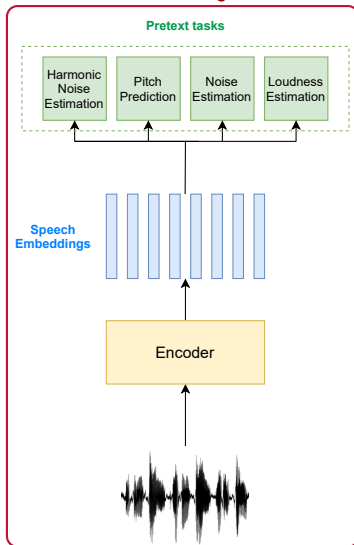 Pretext tasks
Harmonic
Noise
Estimation
Pitch
Prediction
Noise
Estimation
Loudness
Estimation
Speech
Embeddings
Encoder